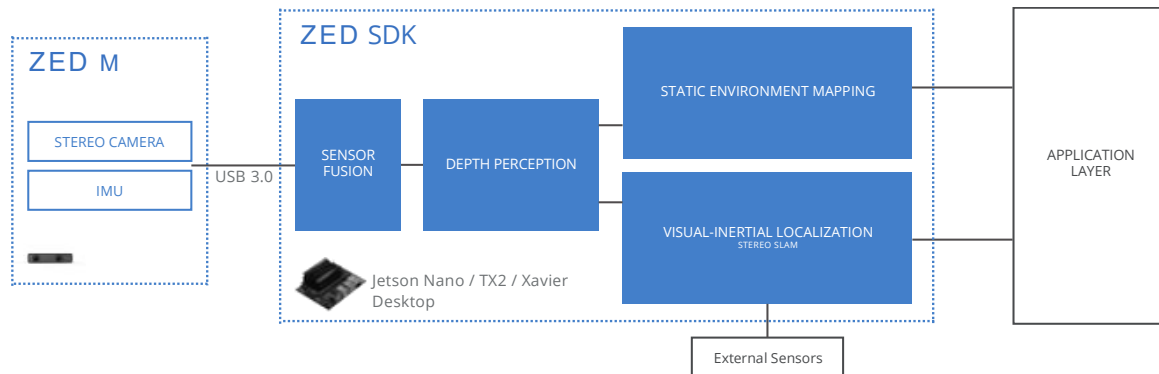 ZED M
STEREO CAMERA
IMU
USB 3.0
ZED SDK
SENSOR
FUSION
DEPTH PERCEPTION
STATIC ENVIRONMENT MAPPING
VISUAL-INERTIAL LOCALIZATION
STEREO SLAM
Jetson Nano / TX2 / Xavier
Desktop
External Sensors
APPLICATION
LAYER